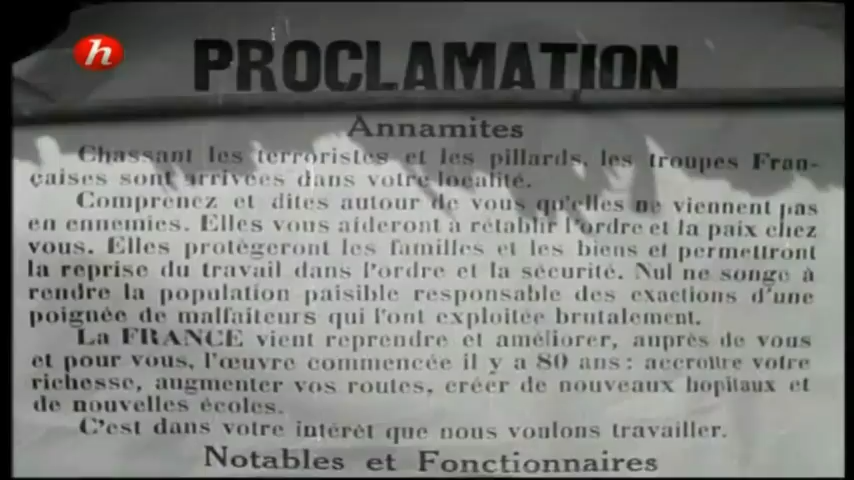 h
PROCLAMATION
Annamites
Chassant les terroristes et les pillards, les troupes Fran-
çaises sont arrivées dans votre localité.
Comprenez et dites autour de vous qu'elles ne viennent pas
en ennemies. Elles vous aideront à rétablir l'ordre et la paix chez
vous. Elles protègeront les familles et les biens et permettront
la reprise du travail dans l'ordre et la sécurité. Nul ne songe à
rendre la population paisible responsable des exactions d'une
poignée de malfaiteurs qui l'ont exploitée brutalement.
La FRANCE vient reprendre et améliorer, auprès de vous
et pour vous, l'œuvre commencée il y a 80 ans : accroître votre
richesse, augmenter vos routes, créer de nouveaux hopitaux et
de nouvelles écoles.
C'est dans votre intérêt que nous voulons travailler.
Notables et Fonctionnaires